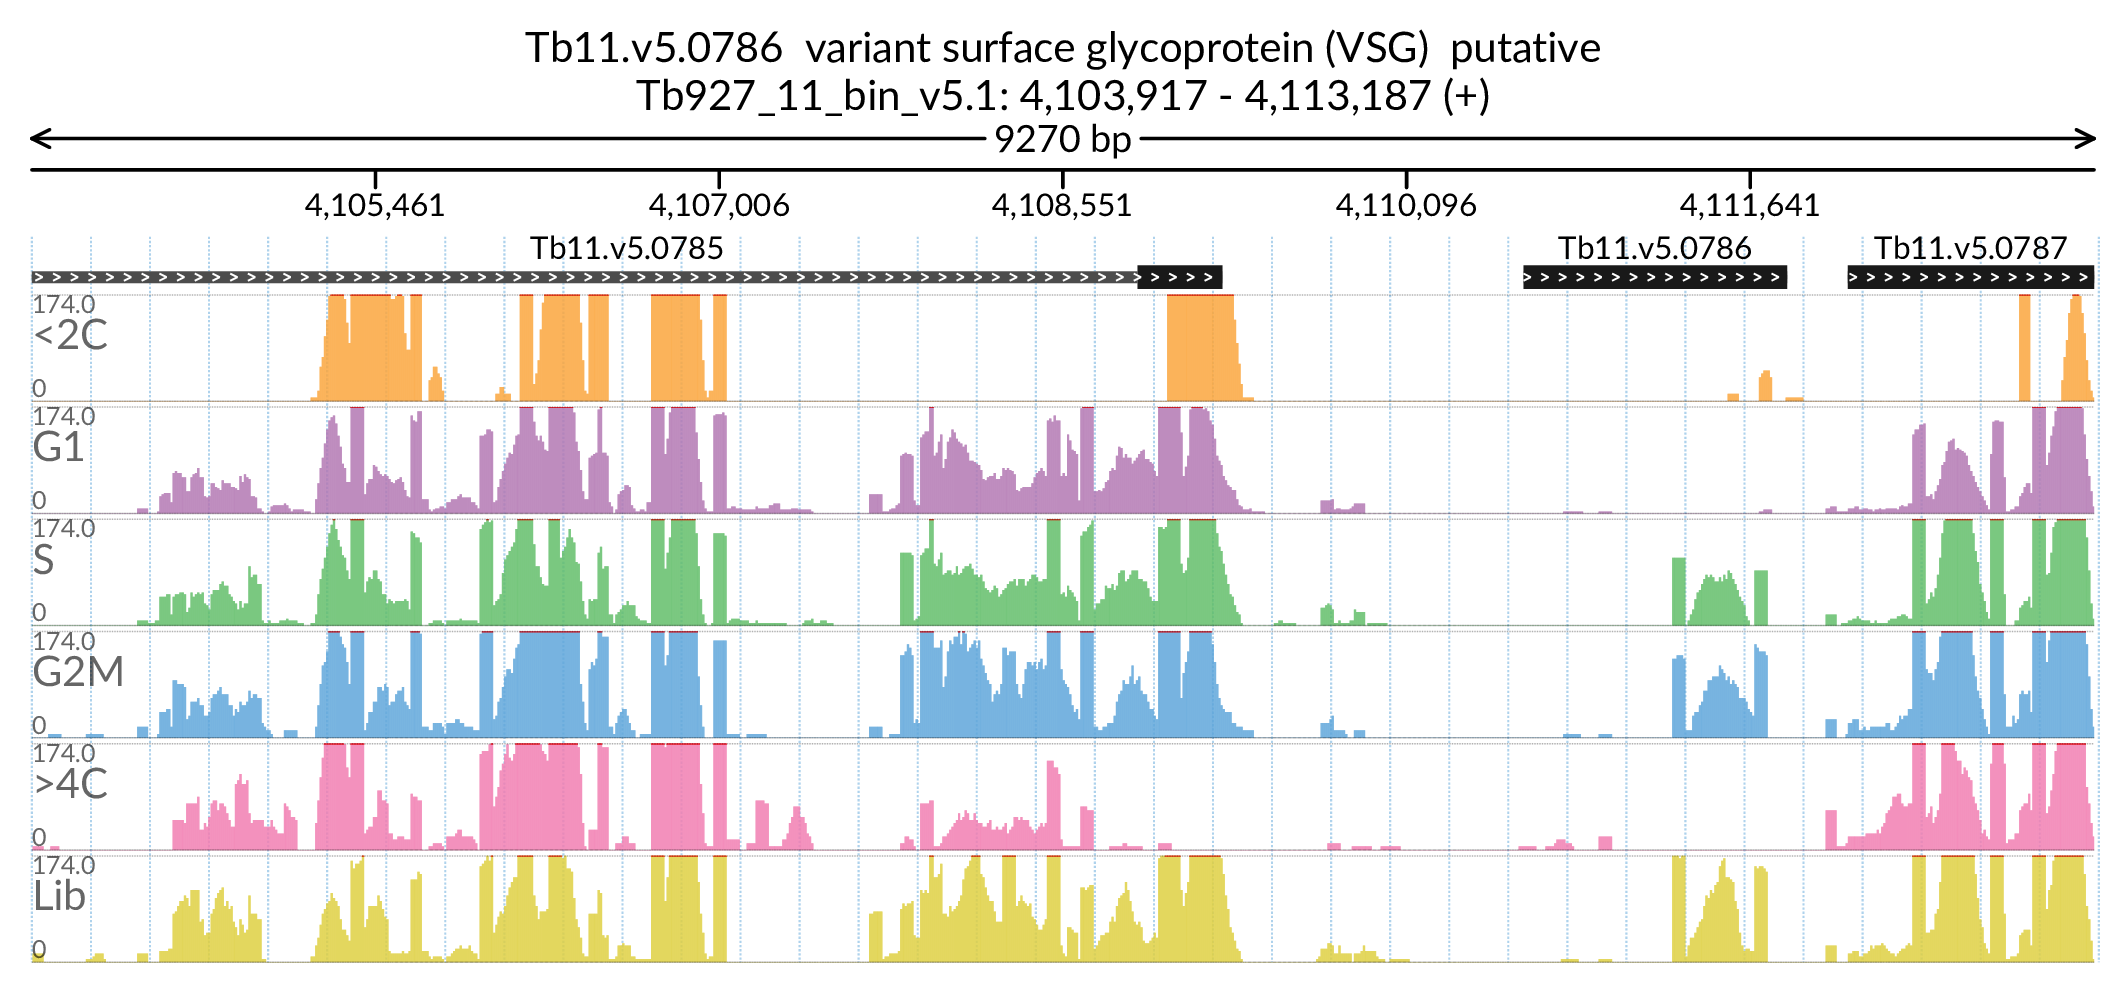 Tb11.v5.0786  variant surface glycoprotein (VSG)  putative
Tb927_11_bin_v5.1: 4,103,917 - 4,113,187 (+)
9270 bp
4,105,461 4,107,006 4,108,551 4,110,096 4,111,641
Tb11.v5.0785 Tb11.v5.0786 Tb11.v5.0787
174.0
<2C
0
174.0
G1
0
174.0
S
0
174.0
G2M
0
174.0
>4C
0
174.0
Lib
0